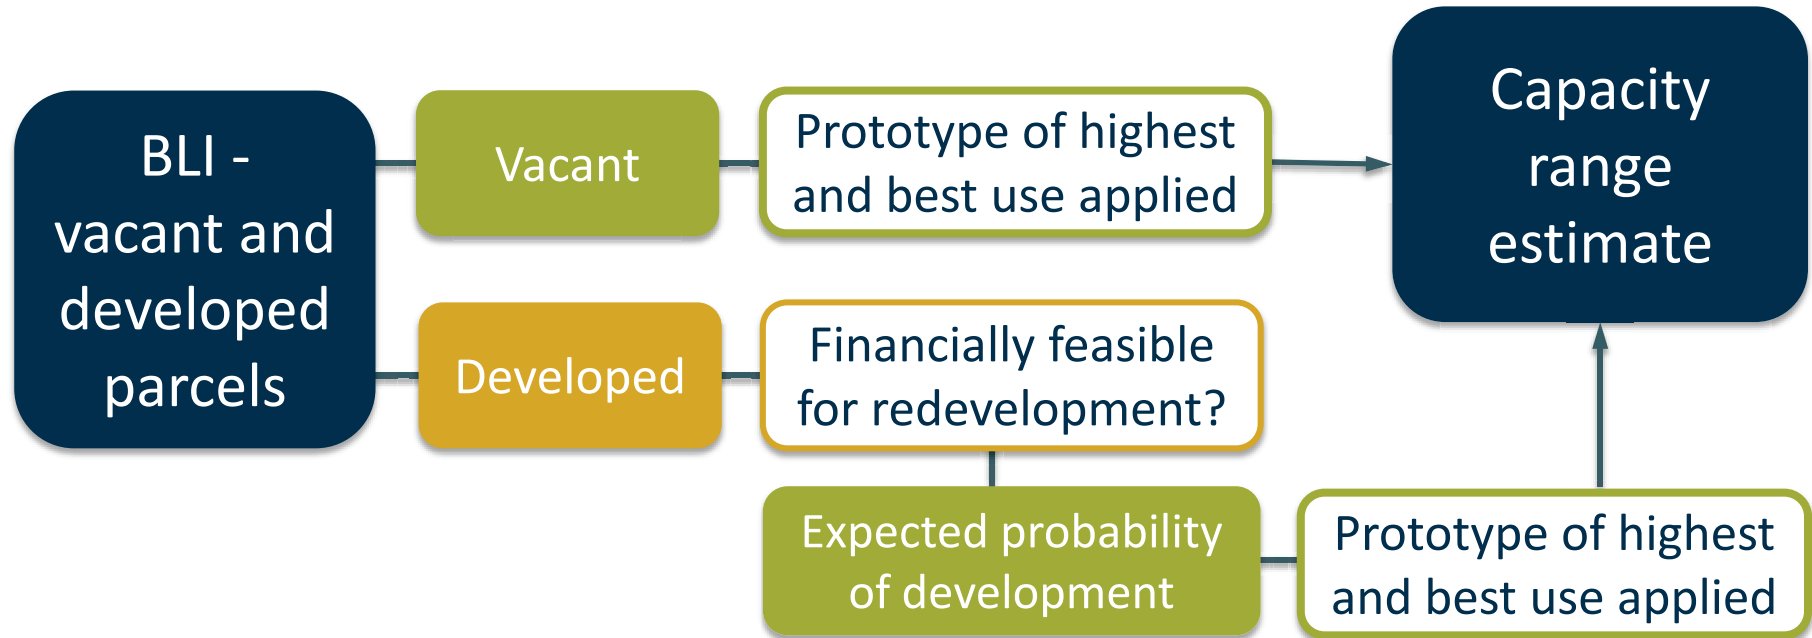 BLI -
vacant and
developed
parcels
Vacant
Prototype of highest
and best use applied
Capacity
range
estimate
Developed
Financially feasible
for redevelopment?
Expected probability
of development
Prototype of highest
and best use applied